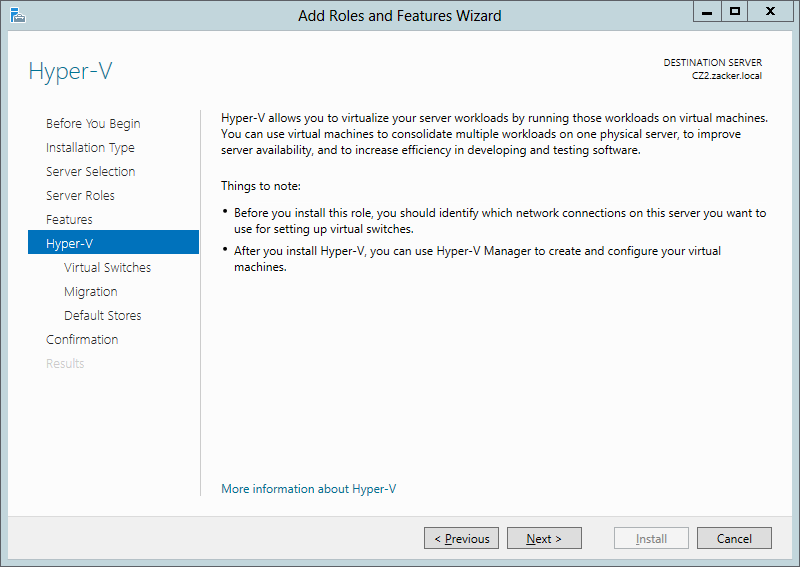 Add Roles and Features Wizard
Hyper-V
DESTINATION SERVER
CZ2.zacker.local
Before You Begin
Installation Type
Server Selection
Server Roles
Features
Hyper-V
Virtual Switches
Migration
Default Stores
Confirmation
Results
Hyper-V allows you to virtualize your server workloads by running those workloads on virtual machines.
You can use virtual machines to consolidate multiple workloads on one physical server, to improve
server availability, and to increase efficiency in developing and testing software.
Things to note:
• Before you install this role, you should identify which network connections on this server you want to
use for setting up virtual switches.
• After you install Hyper-V, you can use Hyper-V Manager to create and configure your virtual
machines.
More information about Hyper-V
< Previous
Next >
Install
Cancel